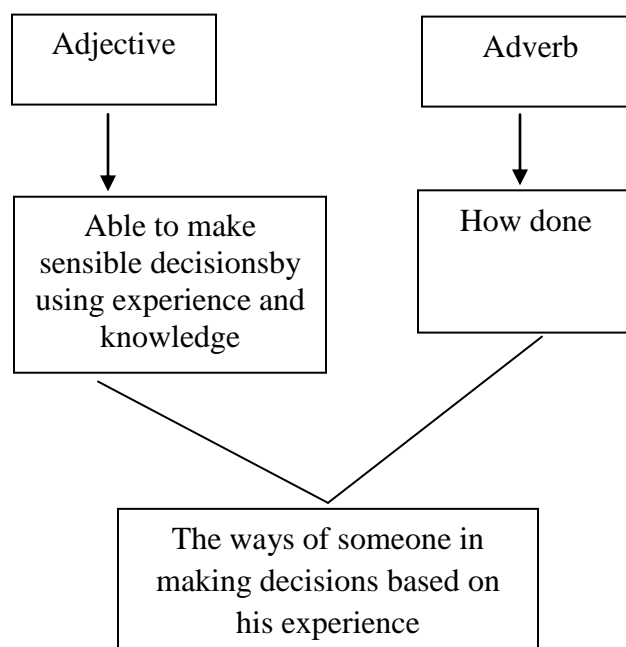 Adjective
Adverb
Able to make
sensible decisionsby
using experience and
knowledge
How done
The ways of someone in
making decisions based on
his experience